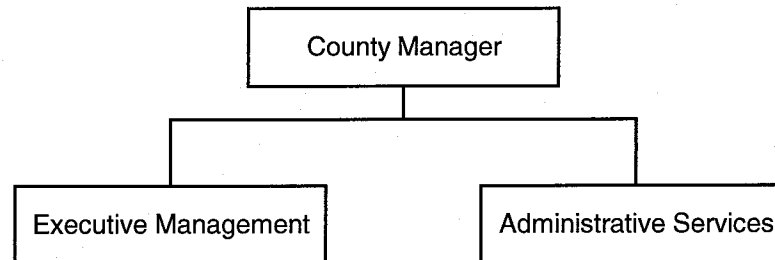 County Manager
Executive Management
Administrative Services